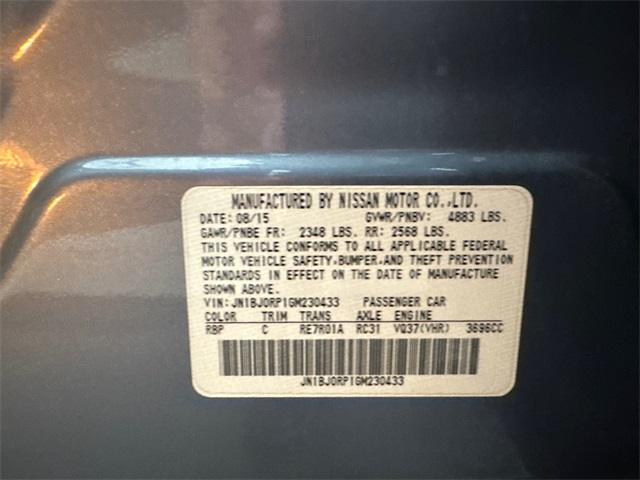 MANUFACTURED BY NISSAN MOTOR CO.,LTD.
DATE: 08/15 GVWR/PNBV: 4883 LBS.
GAWR/PNBE FR: 2348 LBS. RR: 2568 LBS.
THIS VEHICLE CONFORMS TO ALL APPLICABLE FEDERAL
MOTOR VEHICLE SAFETY,BUMPER,AND THEFT PREVENTION
STANDARDS IN EFFECT ON THE DATE OF MANUFACTURE
SHOWN ABOVE.
VIN: JN1BJ0RP1GM230433 PASSENGER CAR
COLOR TRIM TRANS AXLE ENGINE
RBP C RE7R01A RC31 VQ37(VHR) 3696CC
JN1BJ0RP1GM230433